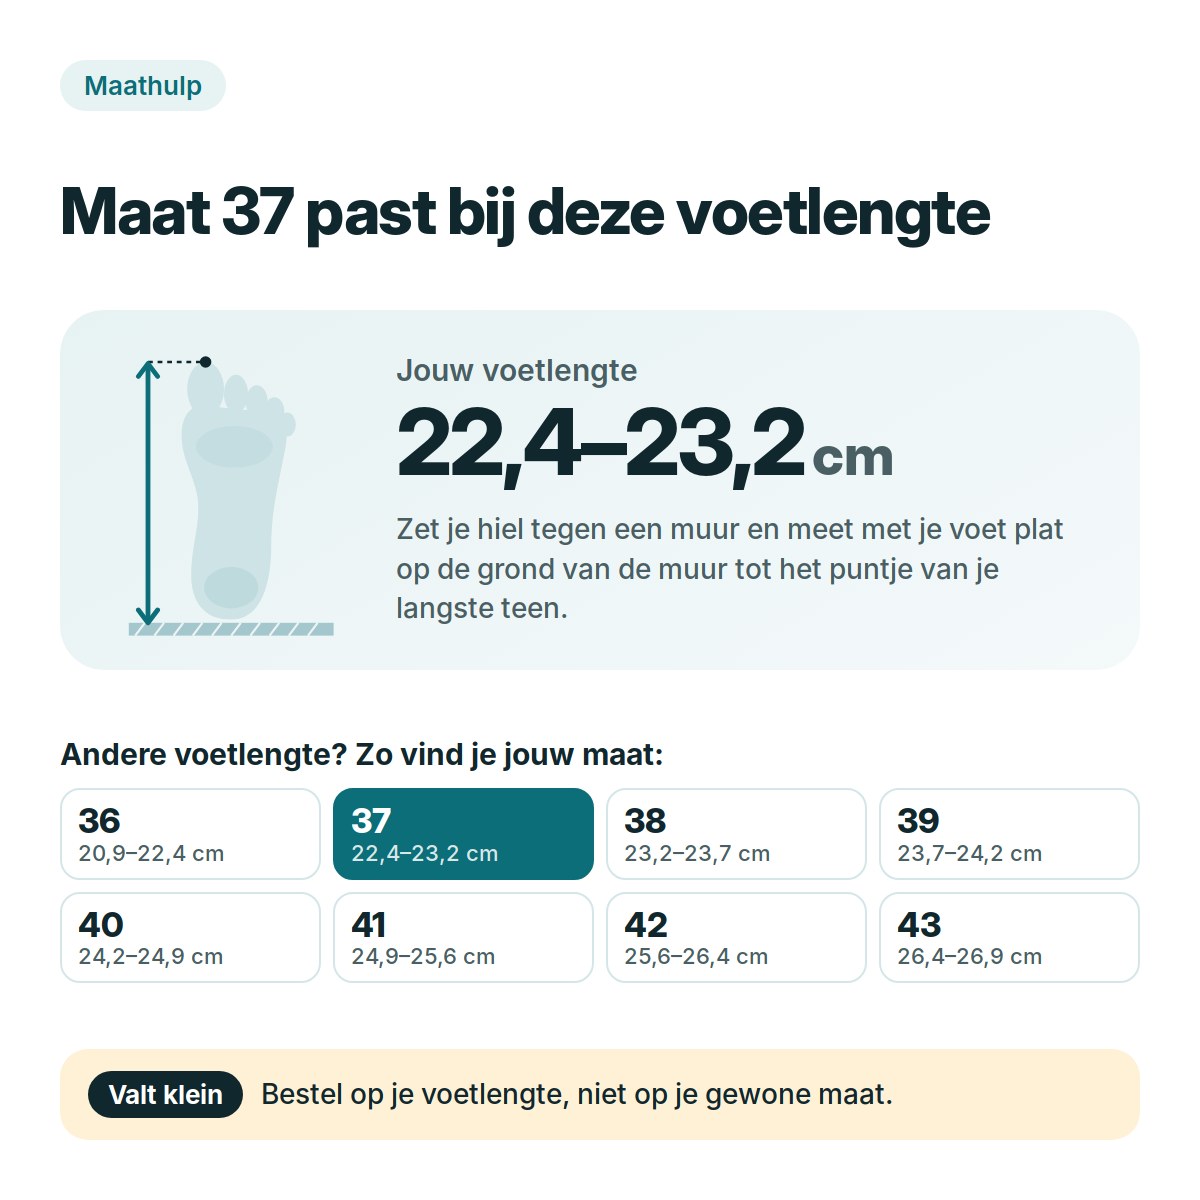 Maathulp
Maat 37 past bij deze voetlengte
Jouw voetlengte
22,4–23,2 cm
Zet je hiel tegen een muur en meet met je voet plat
op de grond van de muur tot het puntje van je
langste teen.
Andere voetlengte? Zo vind je jouw maat:
36
20,9–22,4 cm
37
22,4–23,2 cm
38
23,2–23,7 cm
39
23,7–24,2 cm
40
24,2–24,9 cm
41
24,9–25,6 cm
42
25,6–26,4 cm
43
26,4–26,9 cm
Valt klein Bestel op je voetlengte, niet op je gewone maat.